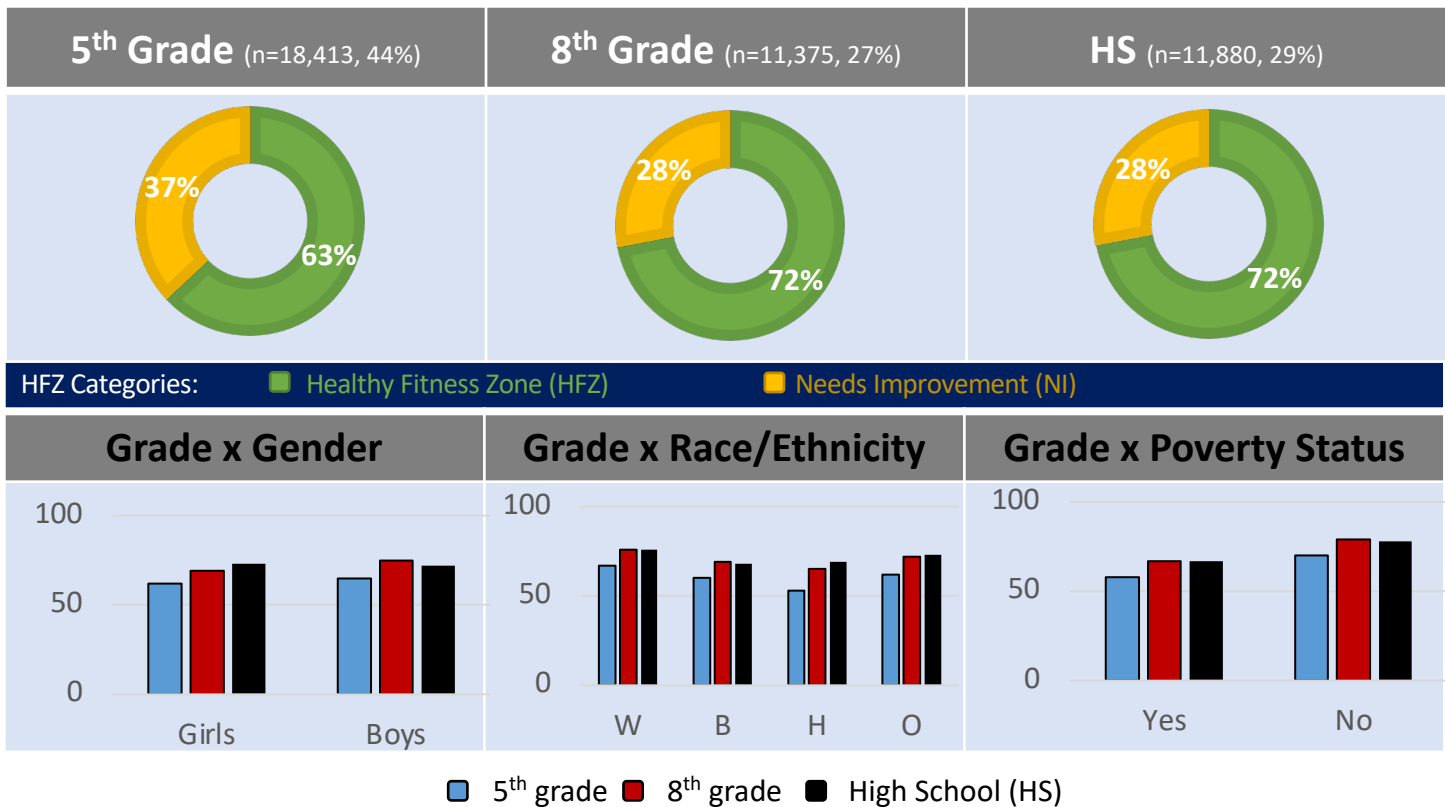 5th Grade (n=18,413, 44%)
8th Grade (n=11,375, 27%)
HS (n=11,880, 29%)
37%
63%
28%
72%
28%
72%
HFZ Categories:
Healthy Fitness Zone (HFZ)
Needs Improvement (NI)
Grade x Gender
Grade x Race/Ethnicity
Grade x Poverty Status
100
50
0
Girls
Boys
100
50
0
W
B
H
O
100
50
0
Yes
No
5th grade
8th grade
High School (HS)